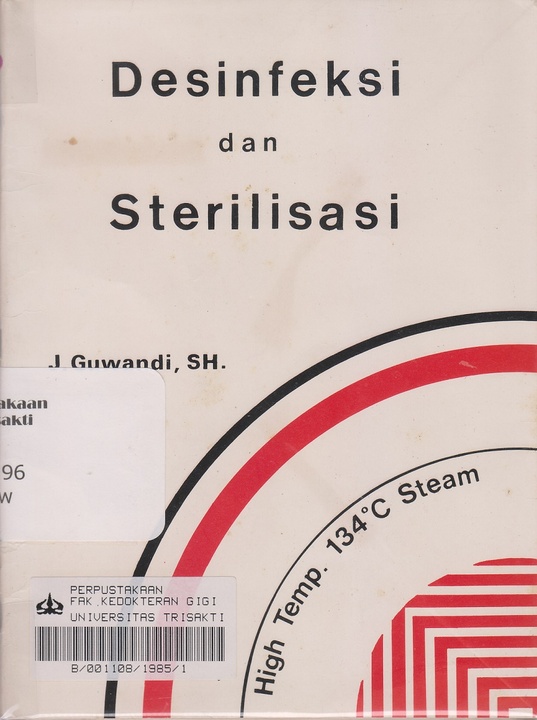 Desinfeksi
dan
Sterilisasi
J. Guwandi, SH.
akaan
akti
96
W
High Temp. 134°C Steam
PERPUSTAKAAN
FAK.KEDOKTERAN GIGI
UNIVERSITAS TRISAKTI
B/001108/1985/1